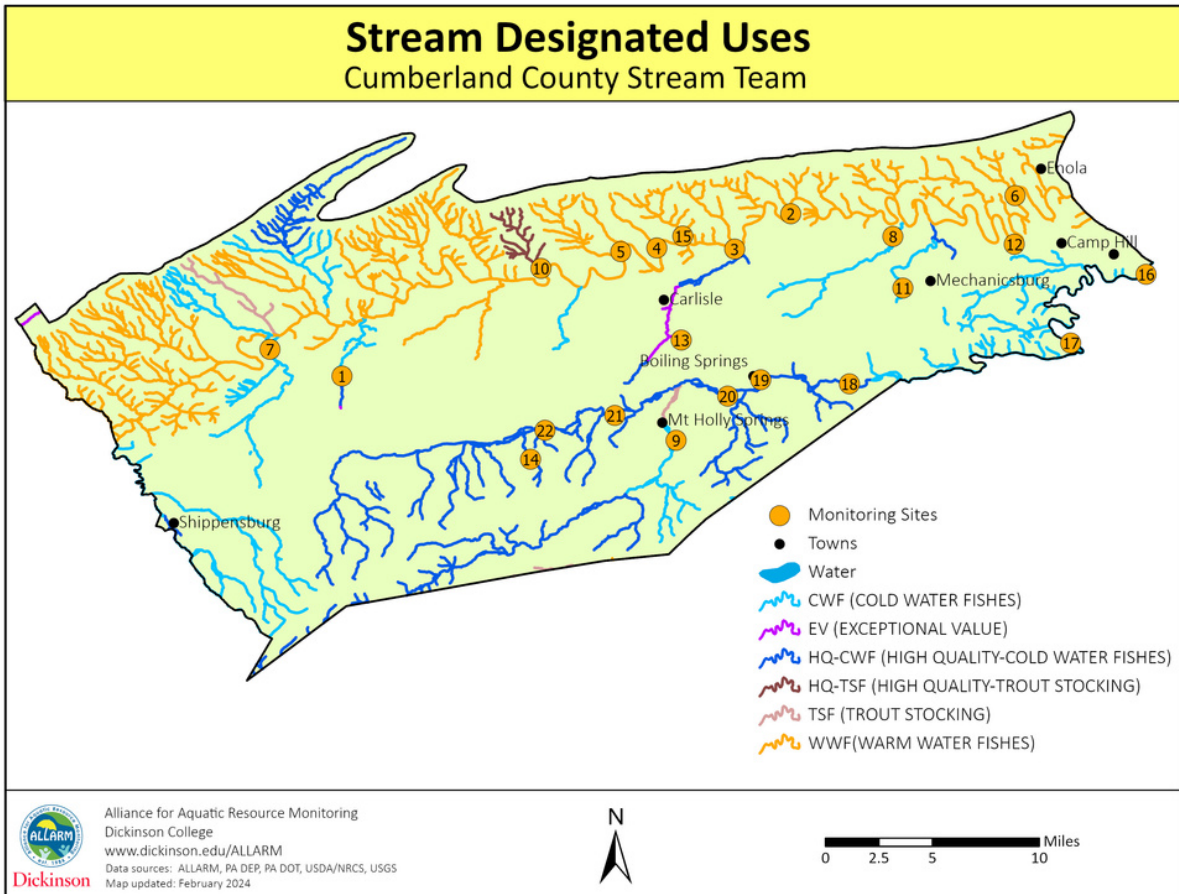 Stream Designated Uses
Cumberland County Stream Team
Enola
6
2
15
8
12
Camp Hill
5
4
3
10
16
11
Mechanicsburg
Carlisle
13
17
7
Boiling Springs
1
19
18
20
21
Mt Holly Springs
22
9
14
Shippensburg
Monitoring Sites
Towns
Water
CWF (COLD WATER FISHES)
EV (EXCEPTIONAL VALUE)
HQ-CWF (HIGH QUALITY-COLD WATER FISHES)
HQ-TSF (HIGH QUALITY-TROUT STOCKING)
TSF (TROUT STOCKING)
WWF(WARM WATER FISHES)
ALLARM
Dickinson
Alliance for Aquatic Resource Monitoring
Dickinson College
www.dickinson.edu/ALLARM
Data sources: ALLARM, PA DEP, PA DOT, USDA/NRCS, USGS
Map updated: February 2024
N
Miles
0 2.5 5 10